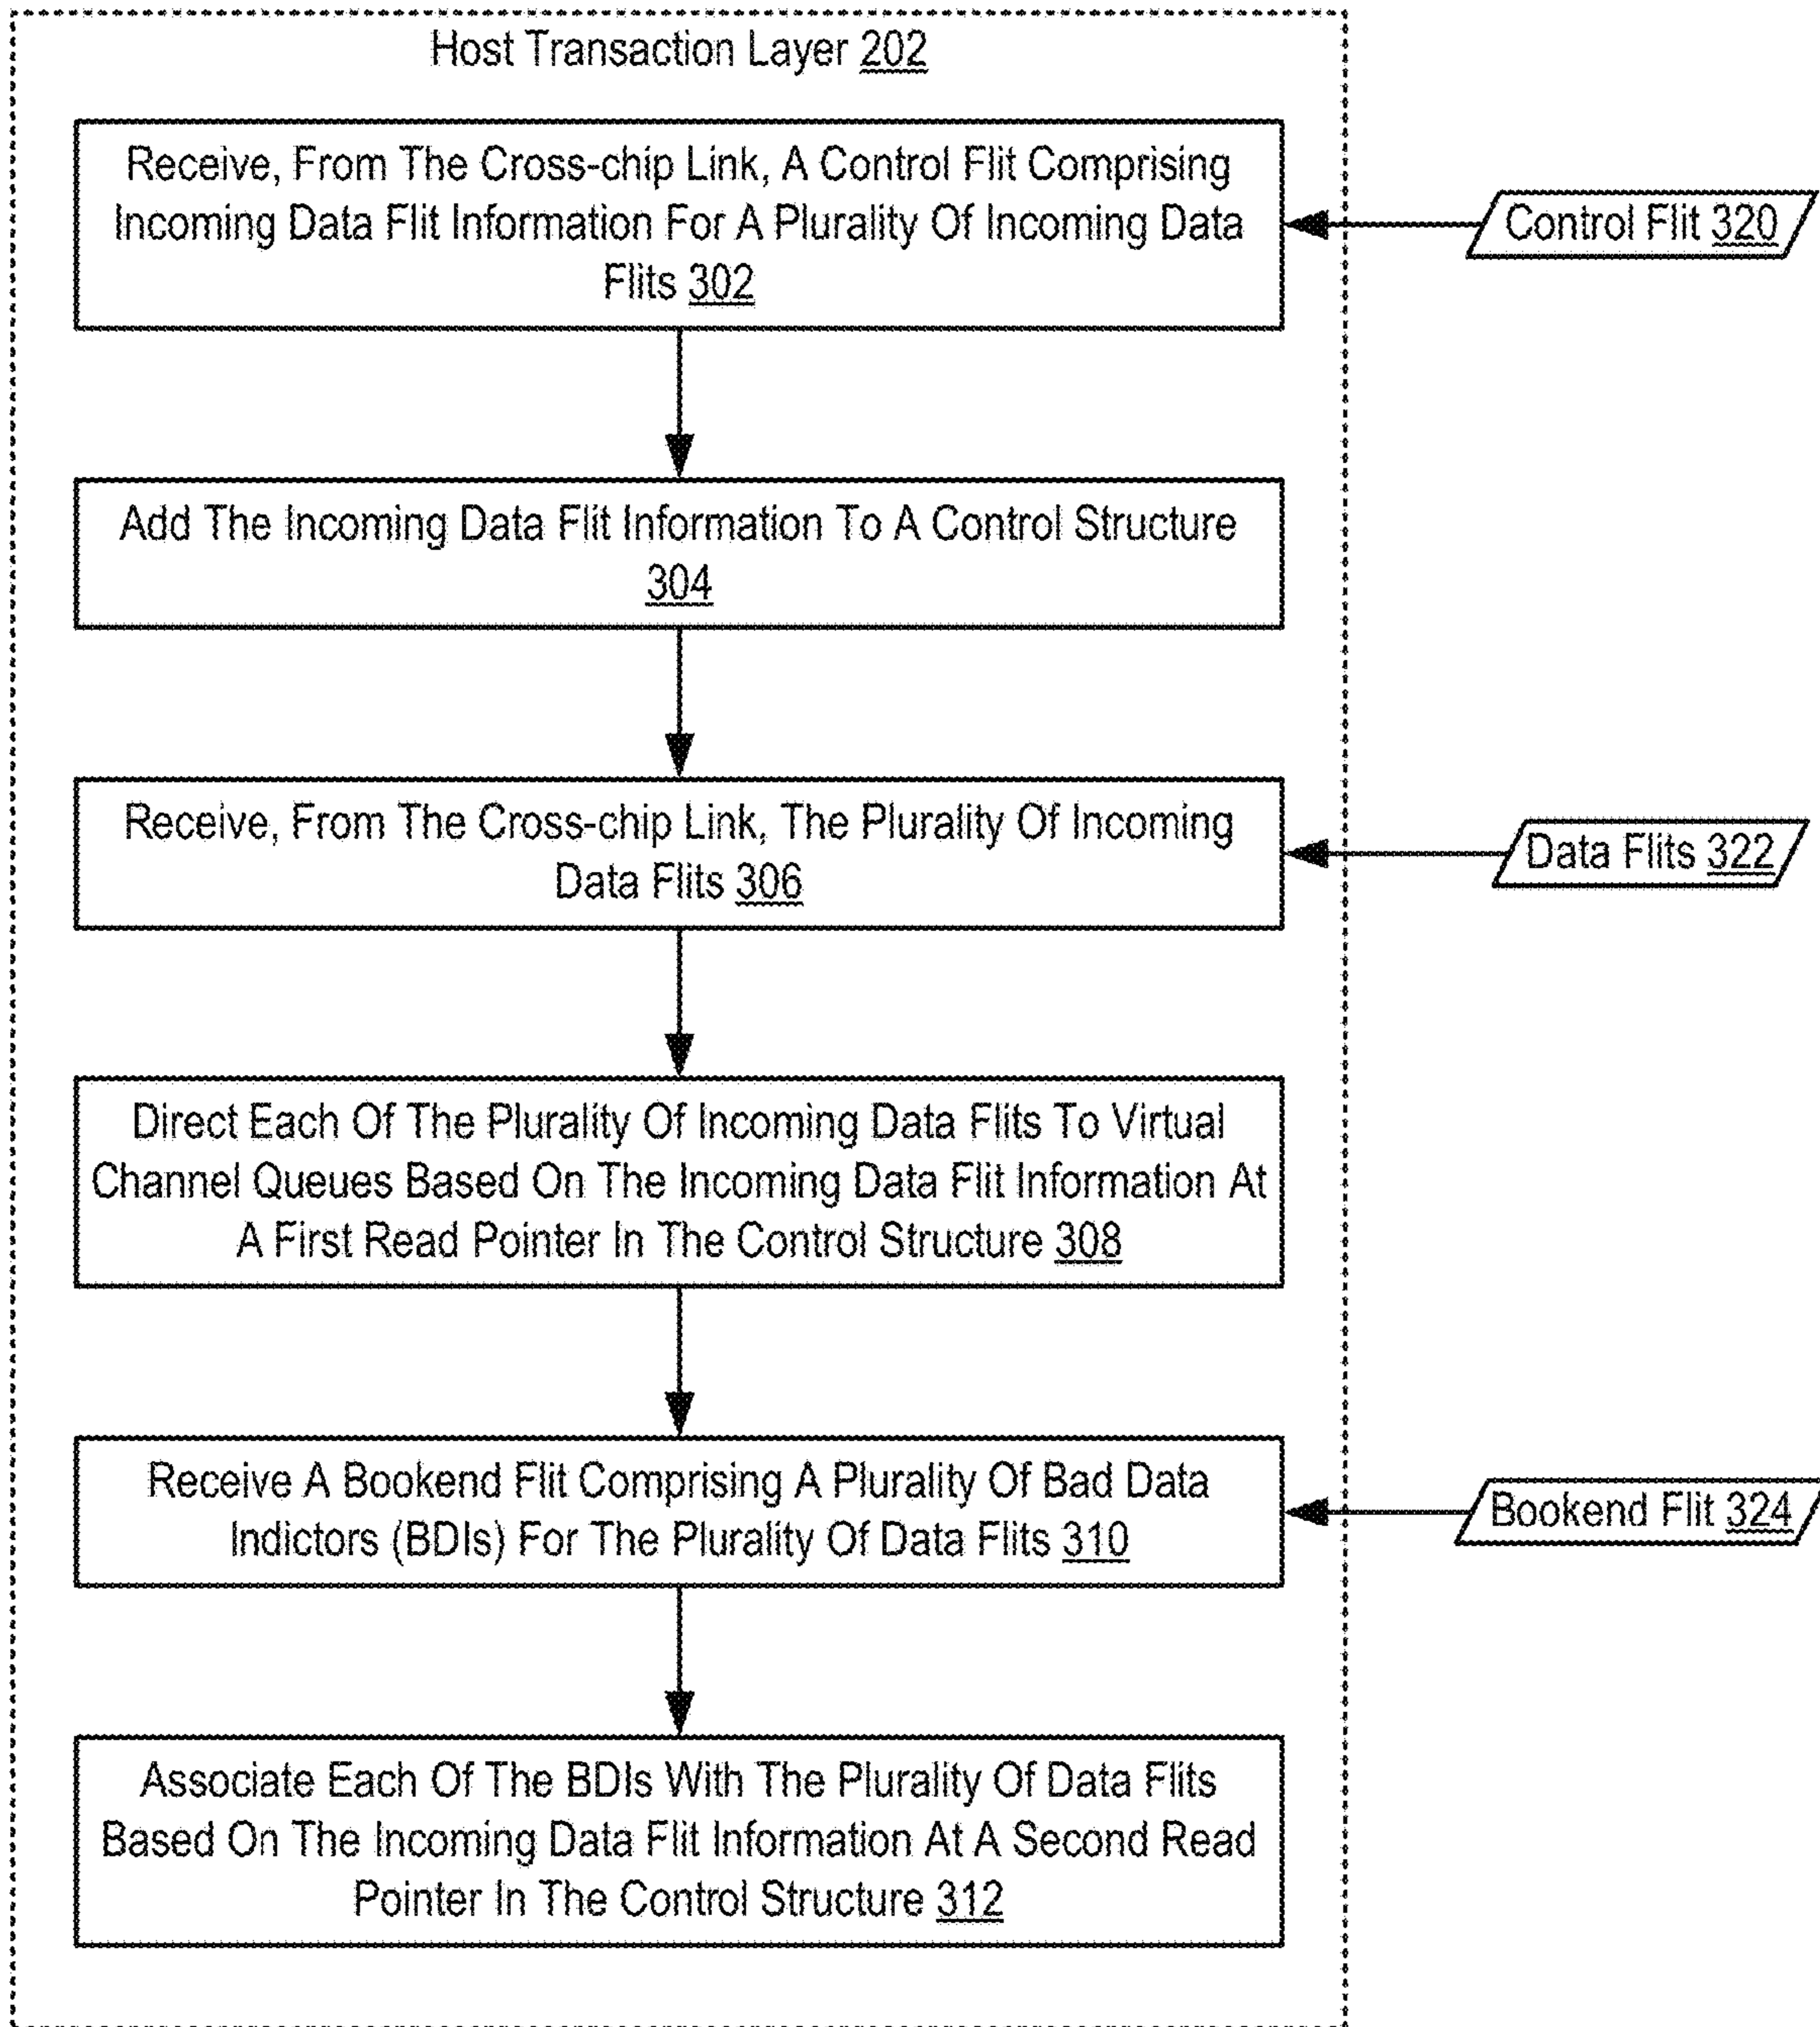 Host Transaction Layer 202
Receive, From The Cross-chip Link, A Control Flit Comprising
Incoming Data Flit Information For A Plurality Of Incoming Data
Flits 302
Control Flit 320
Add The Incoming Data Flit Information To A Control Structure
304
Receive, From The Cross-chip Link, The Plurality Of Incoming
Data Flits 306
Data Flits 322
Direct Each Of The Plurality Of Incoming Data Flits To Virtual
Channel Queues Based On The Incoming Data Flit Information At
A First Read Pointer In The Control Structure 308
Receive A Bookend Flit Comprising A Plurality Of Bad Data
Indictors (BDIs) For The Plurality Of Data Flits 310
Bookend Flit 324
Associate Each Of The BDIs With The Plurality Of Data Flits
Based On The Incoming Data Flit Information At A Second Read
Pointer In The Control Structure 312